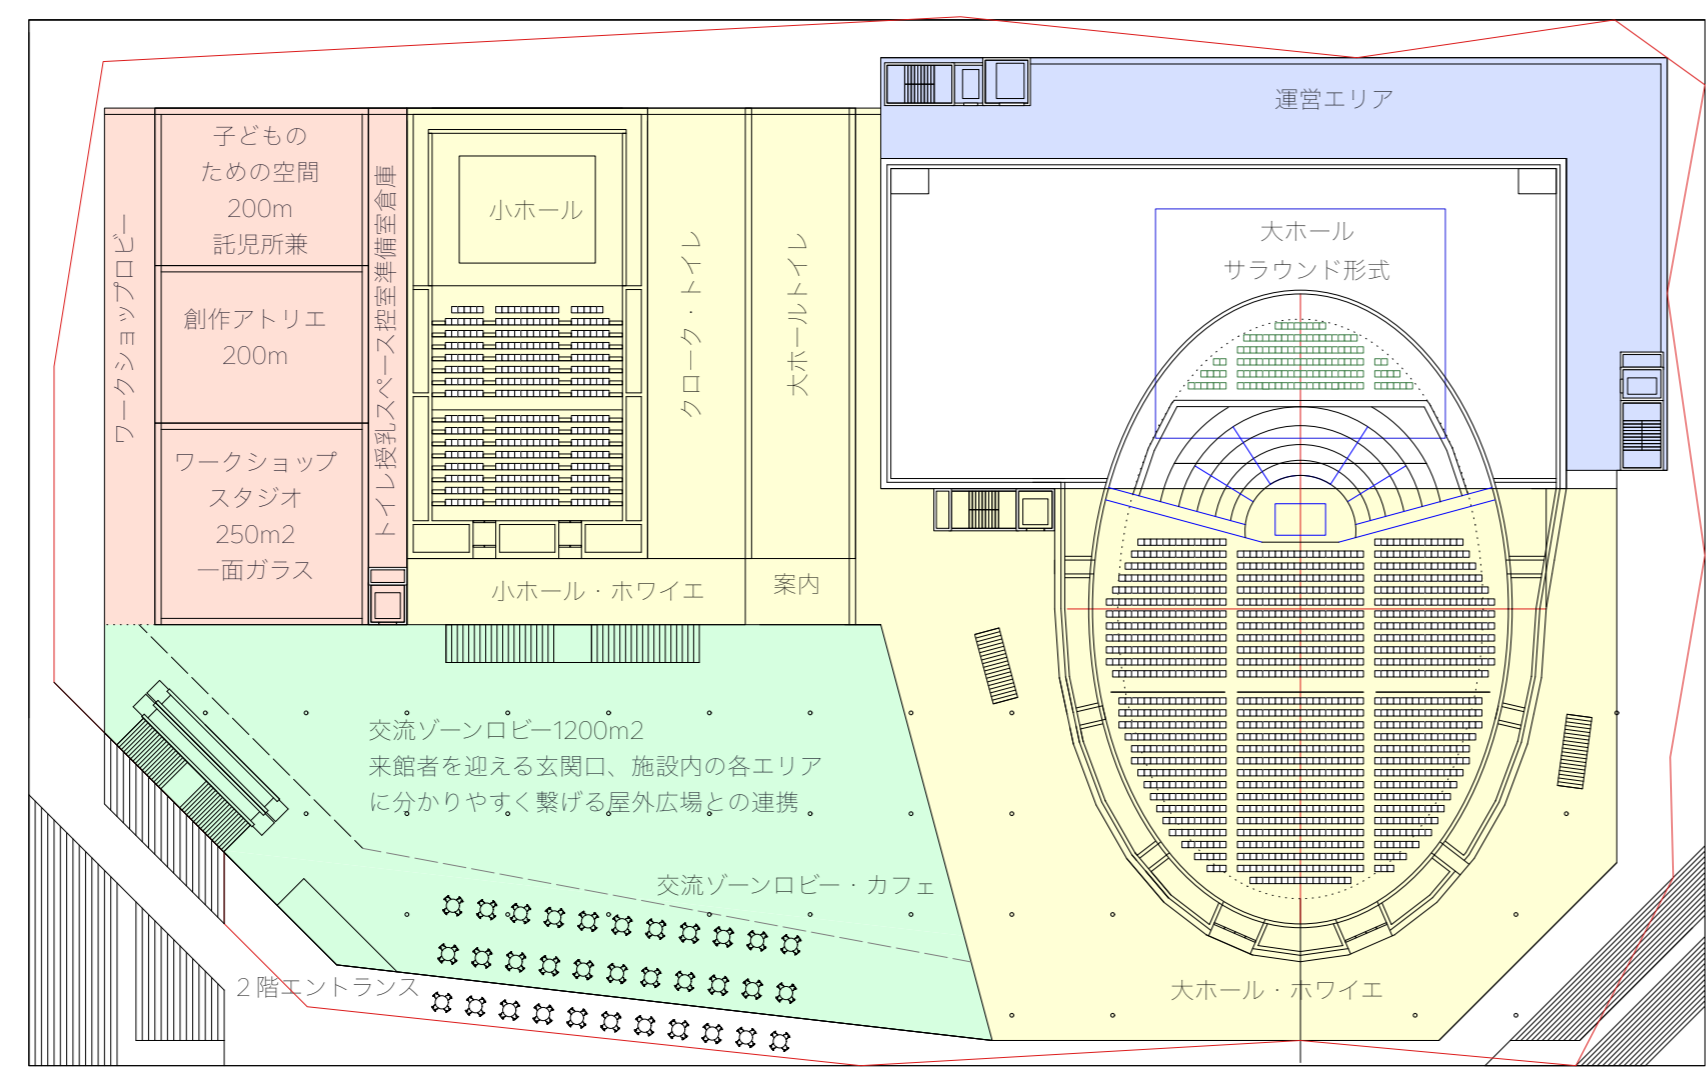 運営エリア
子どもの
ための空間
200m
託児所兼
ワークショップロビー
創作アトリエ
200m
ワークショップ
スタジオ
250m2
一面ガラス
トイレ授乳スペース控室準備室倉庫
小ホール
クローク・トイレ
大ホールトイレ
大ホール
サラウンド形式
小ホール・ホワイエ
案内
交流ゾーンロビー1200m2
来館者を迎える玄関口、施設内の各エリア
に分かりやすく繋げる屋外広場との連携
交流ゾーンロビー・カフェ
２階エントランス
大ホール・ホワイエ